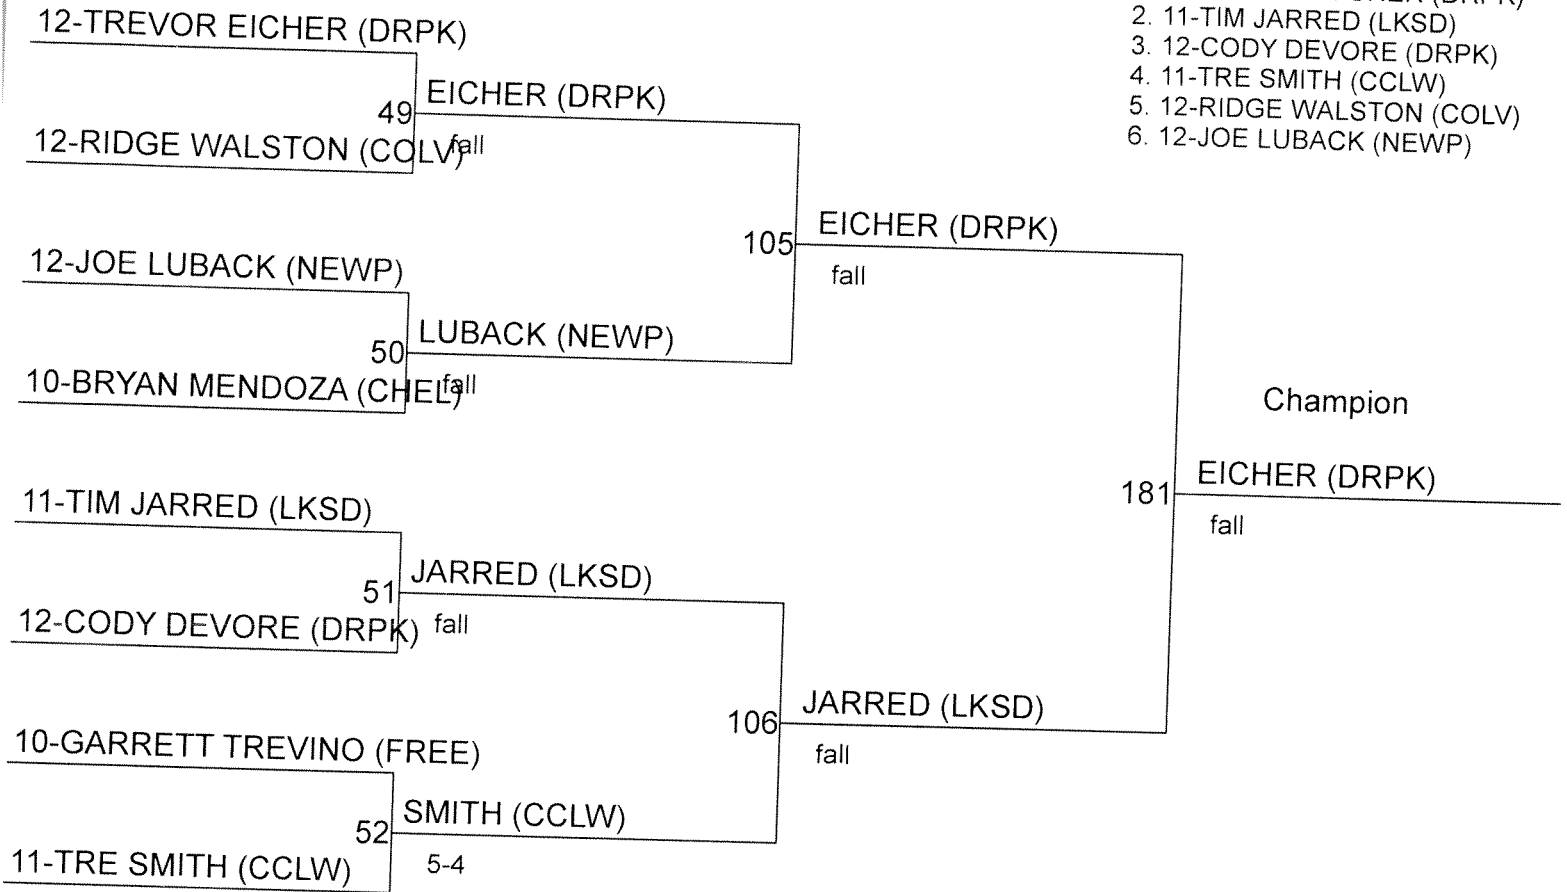 12-TREVOR EICHER (DRPK)
49
EICHER (DRPK)
fall
12-RIDGE WALSTON (COLV)
105
EICHER (DRPK)
fall
12-JOE LUBACK (NEWP)
50
LUBACK (NEWP)
fall
10-BRYAN MENDOZA (CHEL)
Champion
181
EICHER (DRPK)
fall
11-TIM JARRED (LKSD)
51
JARRED (LKSD)
fall
12-CODY DEVORE (DRPK)
106
JARRED (LKSD)
fall
10-GARRETT TREVINO (FREE)
52
SMITH (CCLW)
5-4
11-TRE SMITH (CCLW)
2. 11-TIM JARRED (LKSD)
3. 12-CODY DEVORE (DRPK)
4. 11-TRE SMITH (CCLW)
5. 12-RIDGE WALSTON (COLV)
6. 12-JOE LUBACK (NEWP)